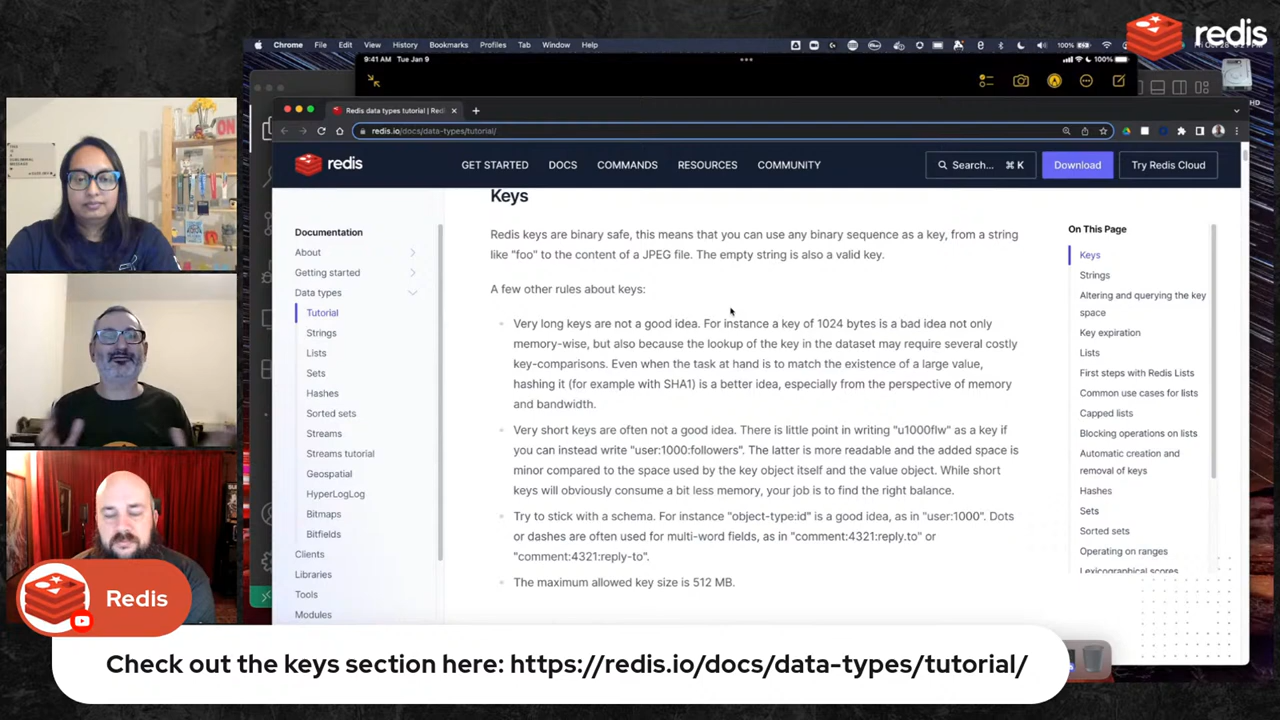 redis
Chrome File Edit View History Bookmarks Profiles Tab Window Help
100%
9:41 AM Tue Jan 9
100%
Redis data types tutorial | Red
redis.io/docs/data-types/tutorial/
redis
GET STARTED DOCS COMMANDS RESOURCES COMMUNITY
Search... ⌘ K
Download
Try Redis Cloud
Documentation
About
Getting started
Data types
Tutorial
Strings
Lists
Sets
Hashes
Sorted sets
Streams
Streams tutorial
Geospatial
HyperLogLog
Bitmaps
Bitfields
Clients
Libraries
Tools
Modules
Keys
Redis keys are binary safe, this means that you can use any binary sequence as a key, from a string
like "foo" to the content of a JPEG file. The empty string is also a valid key.
A few other rules about keys:
Very long keys are not a good idea. For instance a key of 1024 bytes is a bad idea not only
memory-wise, but also because the lookup of the key in the dataset may require several costly
key-comparisons. Even when the task at hand is to match the existence of a large value,
hashing it (for example with SHA1) is a better idea, especially from the perspective of memory
and bandwidth.
Very short keys are often not a good idea. There is little point in writing "u1000flw" as a key if
you can instead write "user:1000:followers". The latter is more readable and the added space is
minor compared to the space used by the key object itself and the value object. While short
keys will obviously consume a bit less memory, your job is to find the right balance.
Try to stick with a schema. For instance "object-type:id" is a good idea, as in "user:1000". Dots
or dashes are often used for multi-word fields, as in "comment:4321:reply.to" or
"comment:4321:reply-to".
The maximum allowed key size is 512 MB.
On This Page
Keys
Strings
Altering and querying the key
space
Key expiration
Lists
First steps with Redis Lists
Common use cases for lists
Capped lists
Blocking operations on lists
Automatic creation and
removal of keys
Hashes
Sets
Sorted sets
Operating on ranges
Lexicographical scores
HD
Redis
Check out the keys section here: https://redis.io/docs/data-types/tutorial/